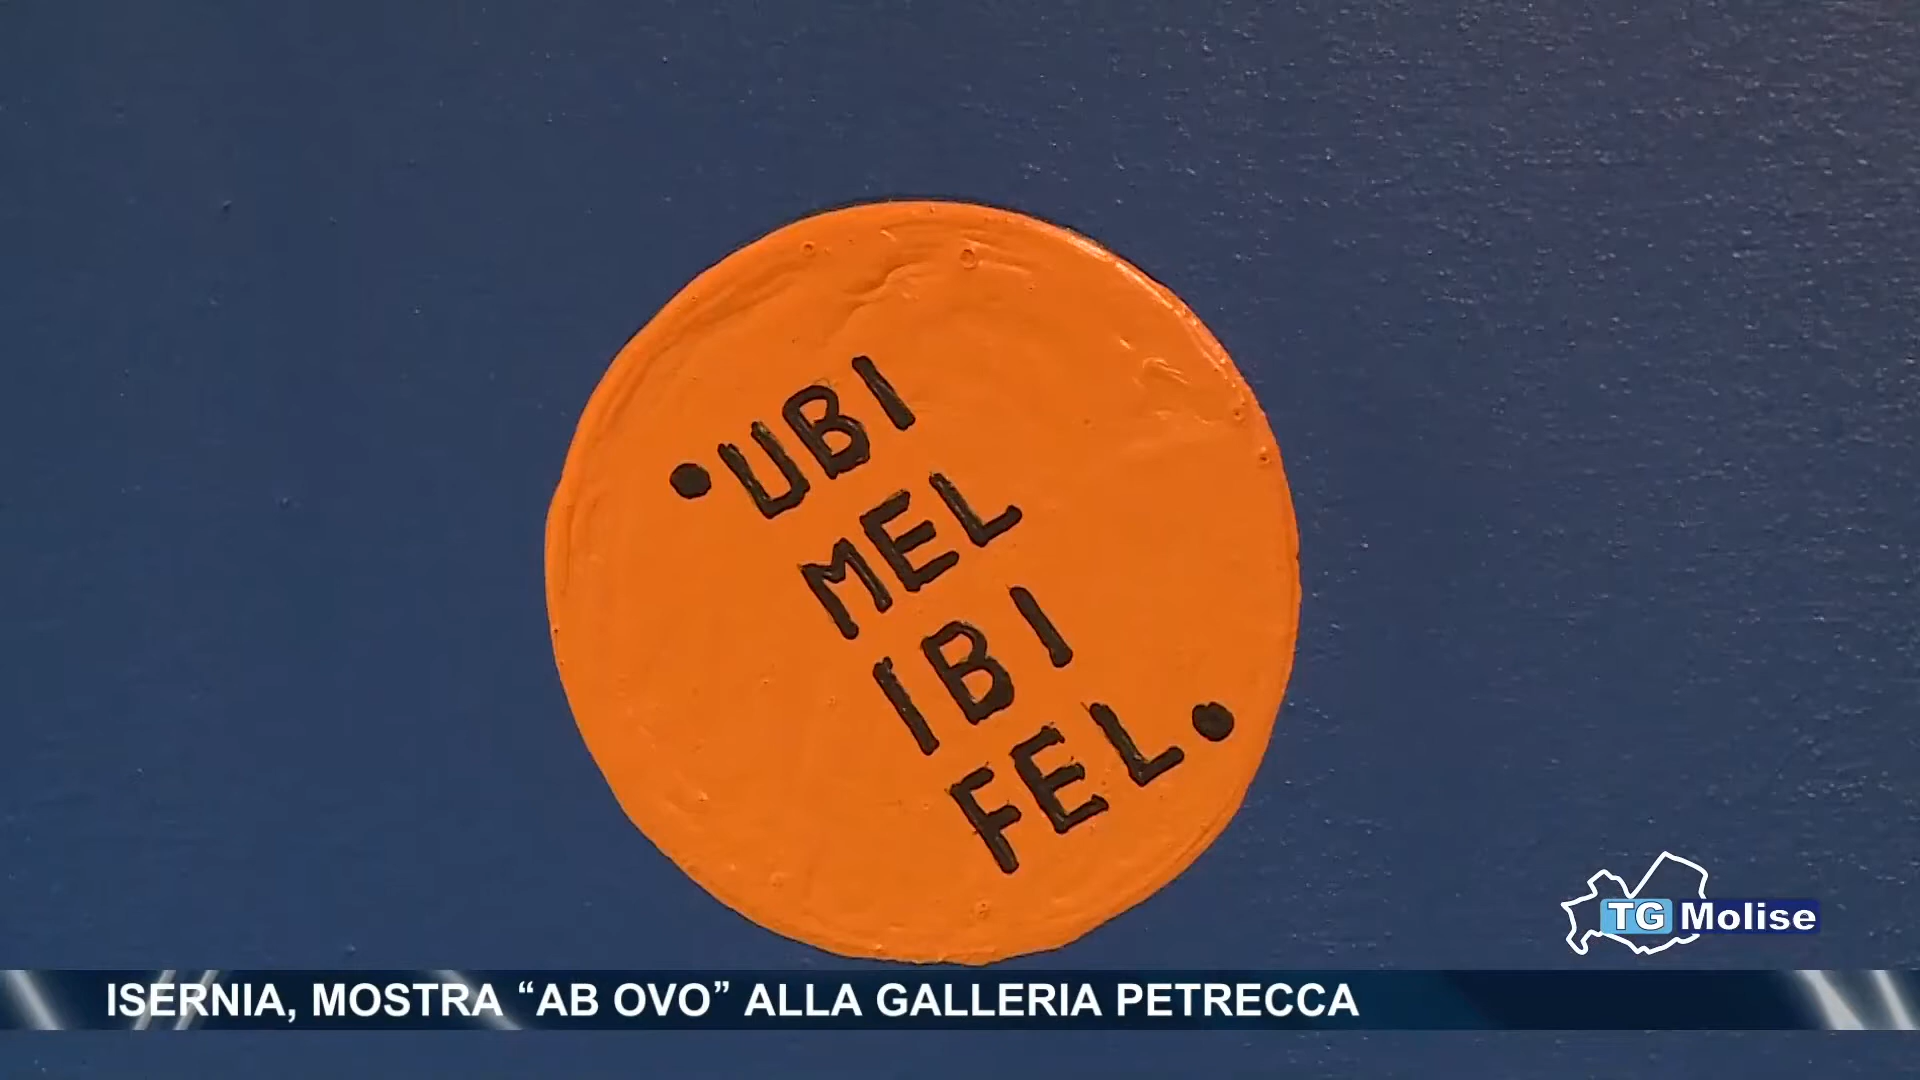 •UBI
MEL
IBI
FEL•
TG Molise
ISERNIA, MOSTRA “AB OVO” ALLA GALLERIA PETRECCA